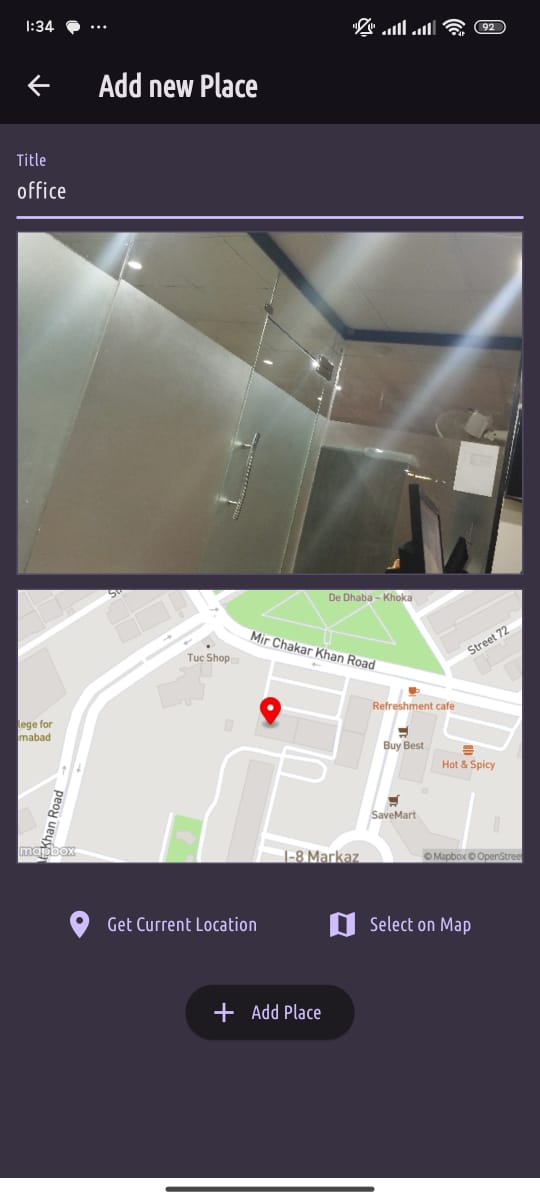 1:34
92
Add new Place
Title
office
De Dhaba – Khoka
Mir Chakar Khan Road
Street 72
Tuc Shop
Refreshment cafe
lege for
mabad
Buy Best
Hot & Spicy
Khan Road
SaveMart
I-8 Markaz
mapbox
© Mapbox © OpenStree
Get Current Location
Select on Map
Add Place